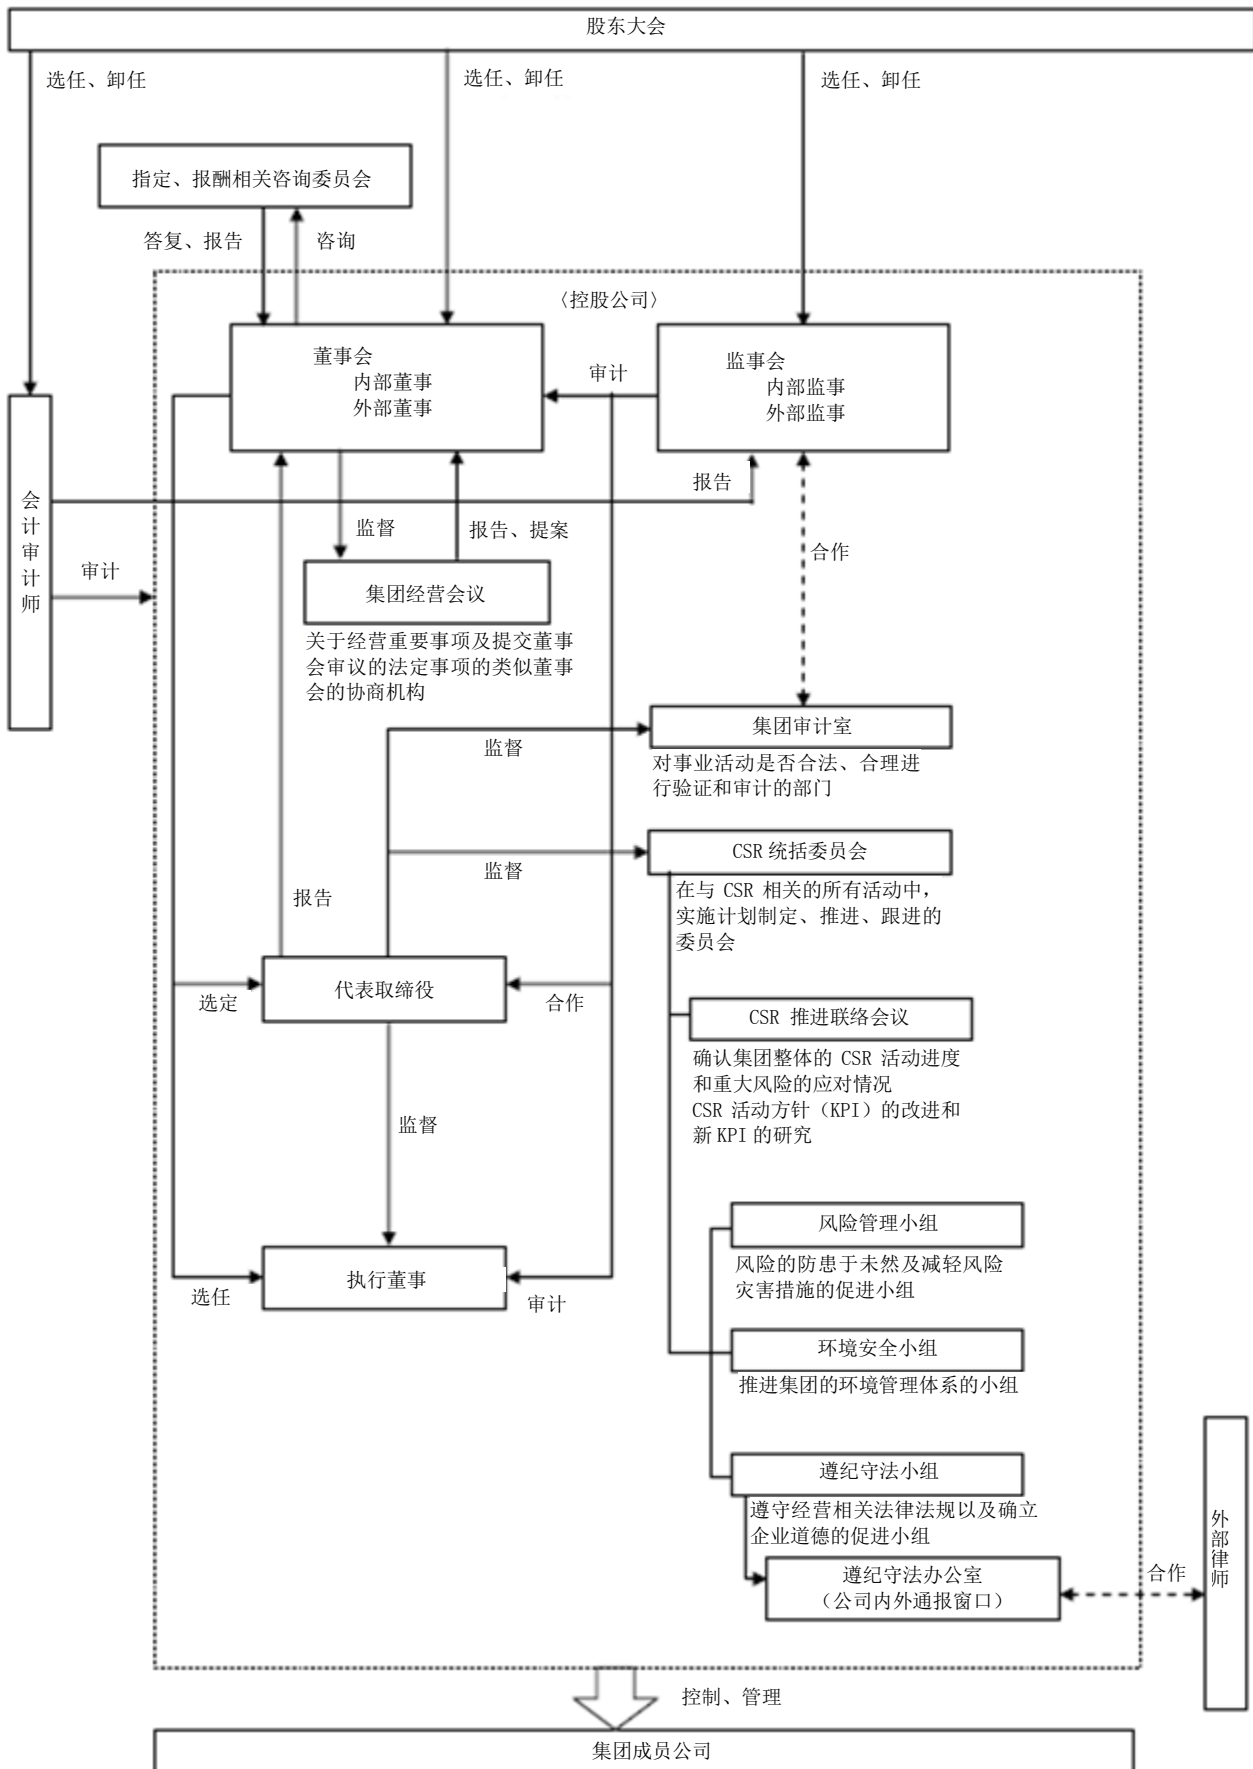 股东大会
选任、卸任
选任、卸任
选任、卸任
指定、报酬相关咨询委员会
答复、报告
咨询
〈控股公司〉
董事会
内部董事
外部董事
审计
监事会
内部监事
外部监事
会计审计师
报告
监督
报告、提案
合作
审计
集团经营会议
关于经营重要事项及提交董事
会审议的法定事项的类似董事
会的协商机构
集团审计室
监督
对事业活动是否合法、合理进
行验证和审计的部门
CSR 统括委员会
监督
在与 CSR 相关的所有活动中，
实施计划制定、推进、跟进的
委员会
报告
代表取缔役
选定
合作
CSR 推进联络会议
确认集团整体的 CSR 活动进度
和重大风险的应对情况
CSR 活动方针（KPI）的改进和
新 KPI 的研究
监督
风险管理小组
风险的防患于未然及减轻风险
灾害措施的促进小组
执行董事
选任
审计
环境安全小组
推进集团的环境管理体系的小组
遵纪守法小组
遵守经营相关法律法规以及确立
企业道德的促进小组
外部律师
遵纪守法办公室
（公司内外通报窗口）
合作
控制、管理
集团成员公司